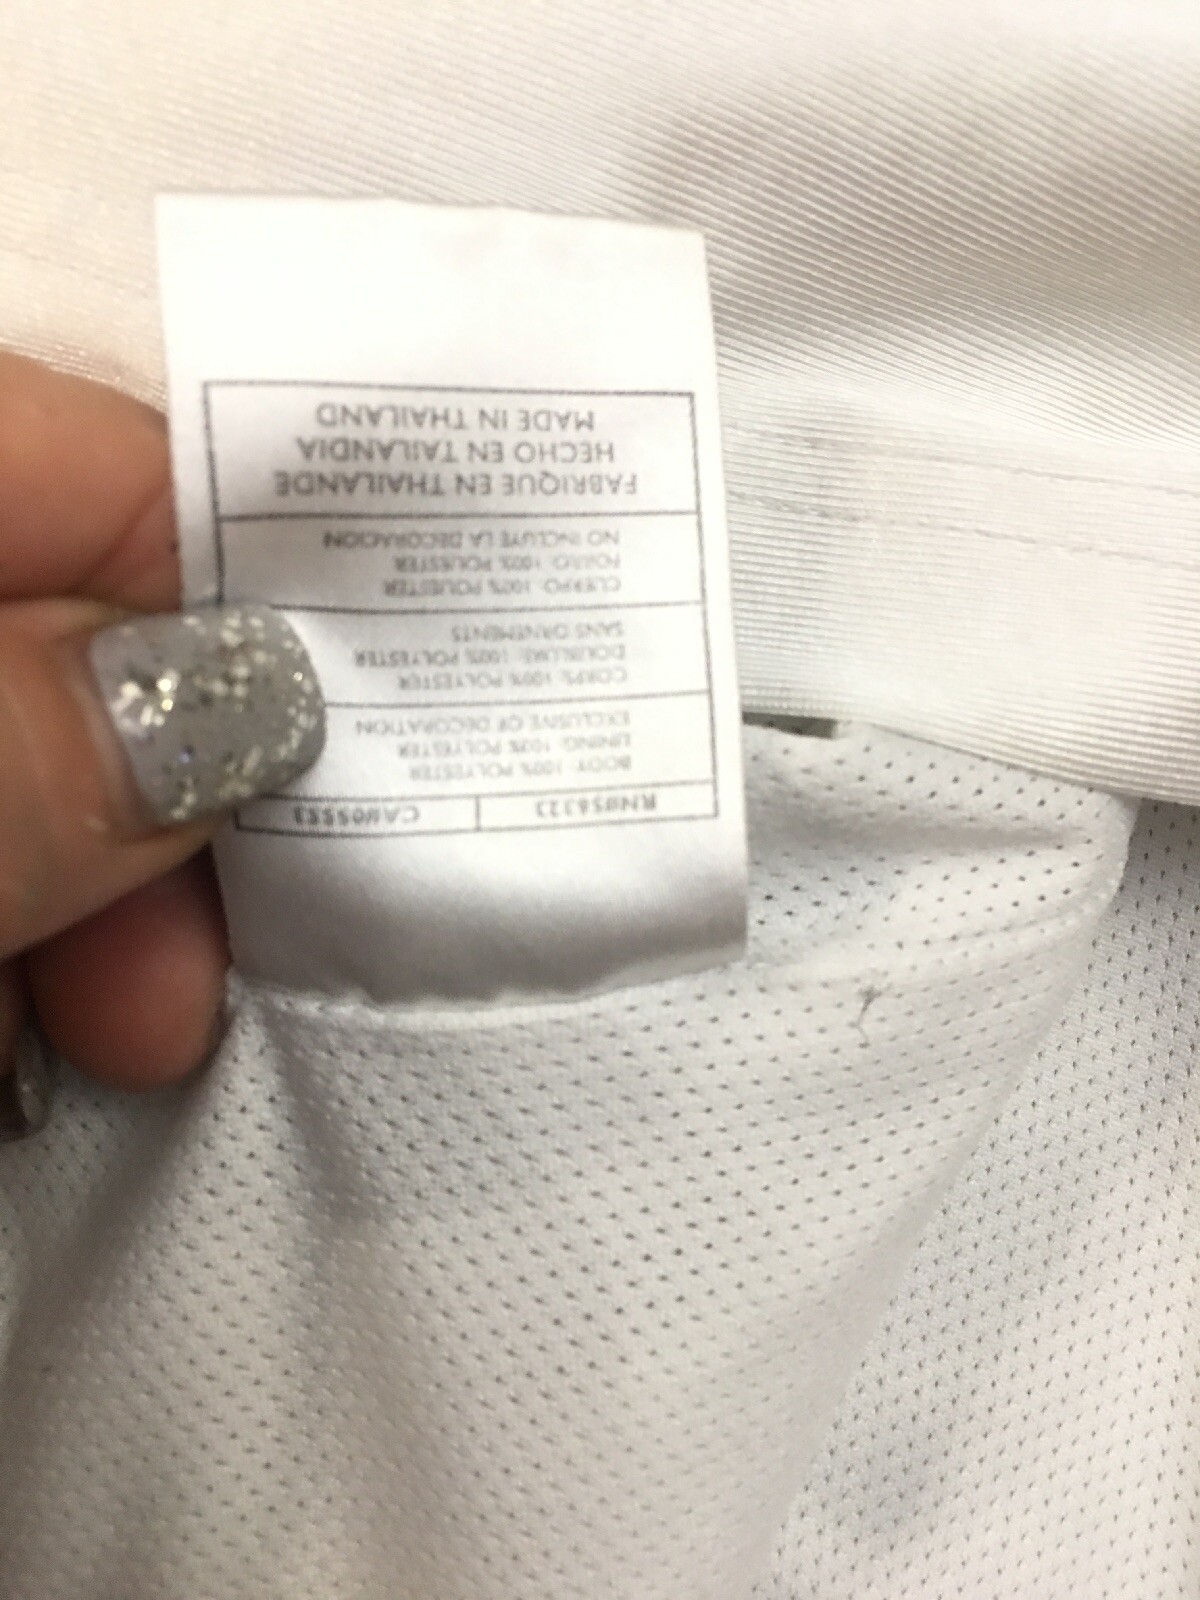 RN#56323 CA#05553
BODY: 100% POLYESTER
LINING: 100% POLYESTER
EXCLUSIVE OF DECORATION
CORPS: 100% POLYESTER
DOUBLURE: 100% POLYESTER
SANS ORNEMENTS
CUERPO: 100% POLIESTER
FORRO: 100% POLIESTER
NO INCLUYE LA DECORACION
FABRIQUE EN THAILANDE
HECHO EN TAILANDIA
MADE IN THAILAND